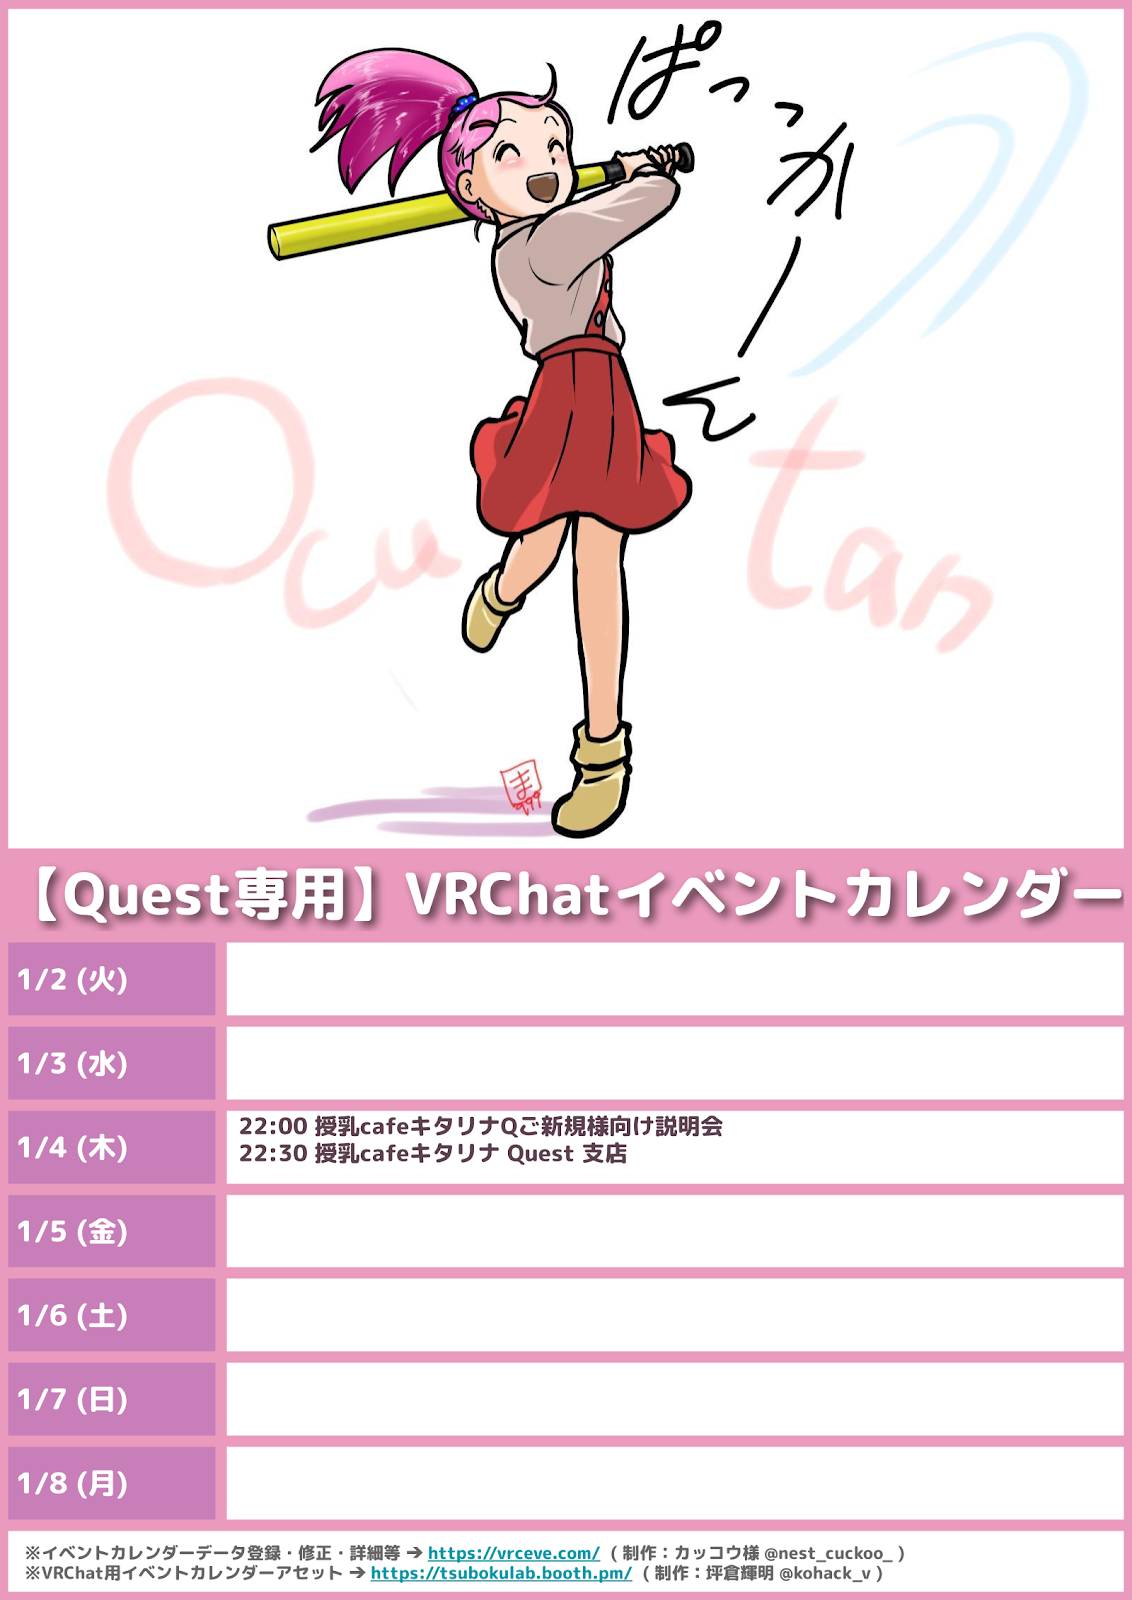 ぱっっかーん
Ocutan
ま
999
【Quest専用】VRChatイベントカレンダー
1/2 (火)
1/3 (水)
1/4 (木)
22:00 授乳cafeキタリナQご新規様向け説明会
22:30 授乳cafeキタリナ Quest 支店
1/5 (金)
1/6 (土)
1/7 (日)
1/8 (月)
※イベントカレンダーデータ登録・修正・詳細等 ➔ https://vrceve.com/ ( 制作：カッコウ様 @nest_cuckoo_ )
※VRChat用イベントカレンダーアセット ➔ https://tsubokulab.booth.pm/ ( 制作：坪倉輝明 @kohack_v )